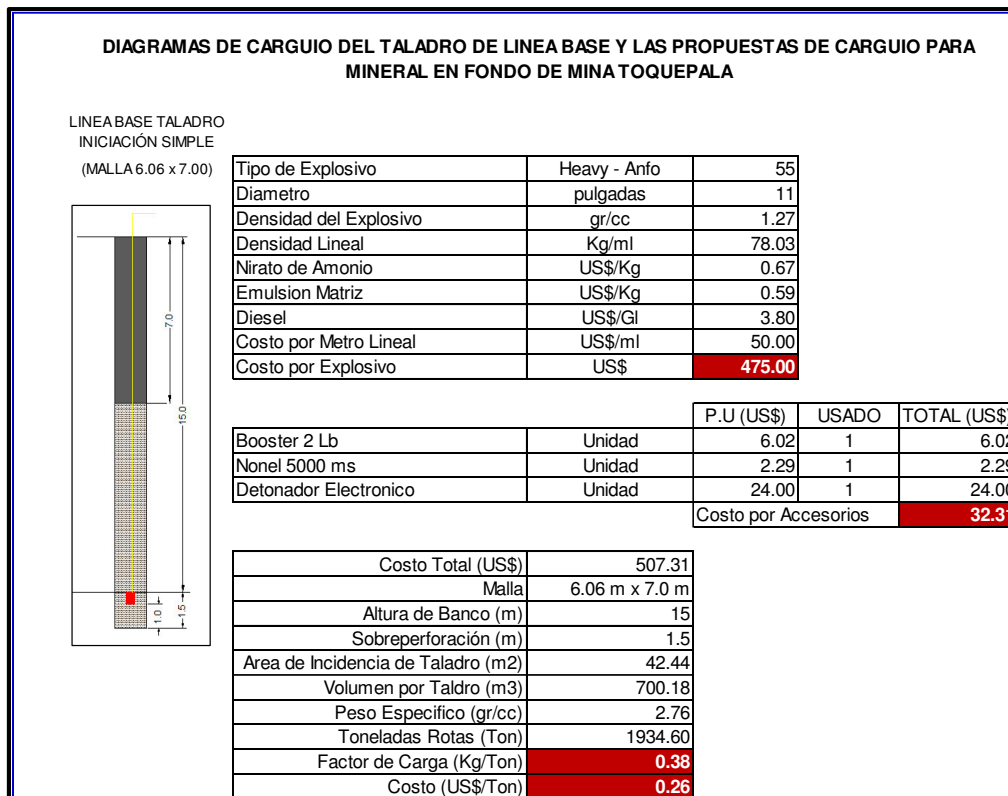 DIAGRAMAS DE CARGUIO DEL TALADRO DE LINEA BASE Y LAS PROPUESTAS DE CARGUIO PARA
MINERAL EN FONDO DE MINA TOQUEPALA
LINEA BASE TALADRO
INICIACIÓN SIMPLE
(MALLA 6.06 x 7.00)
7.0
15.0
1.0
1.5
Tipo de Explosivo Heavy - Anfo 55
Diametro pulgadas 11
Densidad del Explosivo gr/cc 1.27
Densidad Lineal Kg/ml 78.03
Nirato de Amonio US$/Kg 0.67
Emulsion Matriz US$/Kg 0.59
Diesel US$/Gl 3.80
Costo por Metro Lineal US$/ml 50.00
Costo por Explosivo US$ 475.00
P.U (US$) USADO TOTAL (US$)
Booster 2 Lb Unidad 6.02 1 6.02
Nonel 5000 ms Unidad 2.29 1 2.29
Detonador Electronico Unidad 24.00 1 24.00
Costo por Accesorios 32.31
Costo Total (US$) 507.31
Malla 6.06 m x 7.0 m
Altura de Banco (m) 15
Sobreperforación (m) 1.5
Area de Incidencia de Taladro (m2) 42.44
Volumen por Taldro (m3) 700.18
Peso Especifico (gr/cc) 2.76
Toneladas Rotas (Ton) 1934.60
Factor de Carga (Kg/Ton) 0.38
Costo (US$/Ton) 0.26